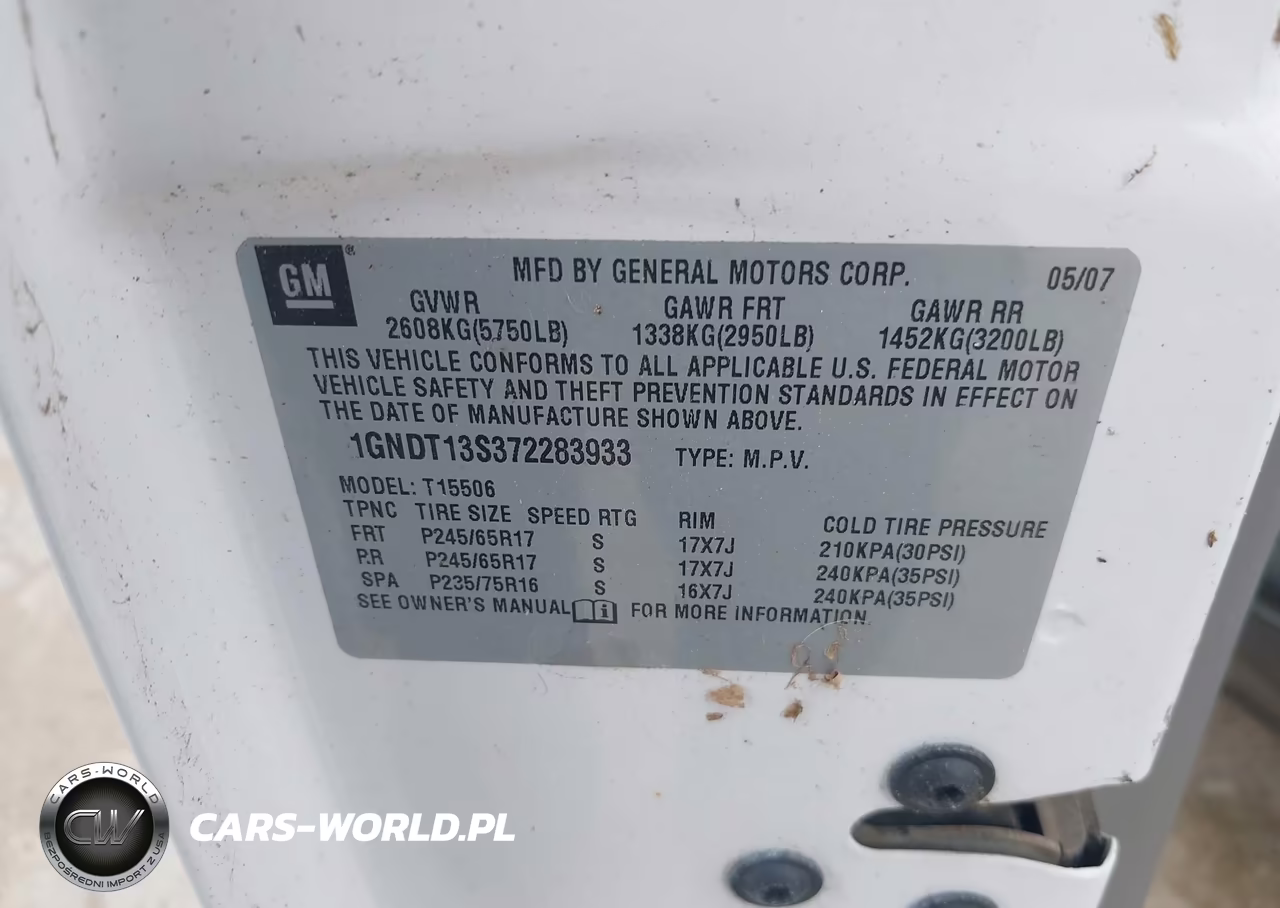 GM®
MFD BY GENERAL MOTORS CORP. 05/07
GVWR GAWR FRT GAWR RR
2608KG(5750LB) 1338KG(2950LB) 1452KG(3200LB)
THIS VEHICLE CONFORMS TO ALL APPLICABLE U.S. FEDERAL MOTOR
VEHICLE SAFETY AND THEFT PREVENTION STANDARDS IN EFFECT ON
THE DATE OF MANUFACTURE SHOWN ABOVE.
1GNDT13S372283933 TYPE: M.P.V.
MODEL: T15506
TPNC TIRE SIZE SPEED RTG RIM COLD TIRE PRESSURE
FRT P245/65R17 S 17X7J 210KPA(30PSI)
RR P245/65R17 S 17X7J 240KPA(35PSI)
SPA P235/75R16 S 16X7J 240KPA(35PSI)
SEE OWNER'S MANUAL i FOR MORE INFORMATION.
CARS-WORLD
CW
BEZPOŚREDNI IMPORT Z USA
CARS-WORLD.PL